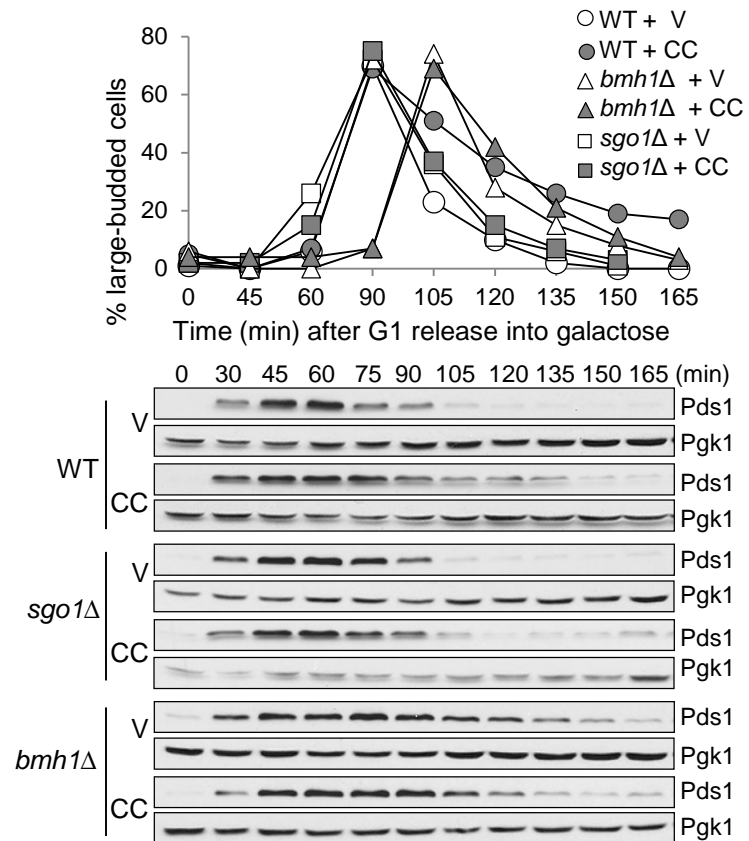 WT + V
WT + CC
bmh1Δ + V
bmh1Δ + CC
sgo1Δ + V
sgo1Δ + CC
% large-budded cells
80
60
40
20
0
0 45 60 90 105 120 135 150 165
Time (min) after G1 release into galactose
0 30 45 60 75 90 105 120 135 150 165 (min)
WT
V
Pds1
Pgk1
CC
Pds1
Pgk1
sgo1Δ
V
Pds1
Pgk1
CC
Pds1
Pgk1
bmh1Δ
V
Pds1
Pgk1
CC
Pds1
Pgk1